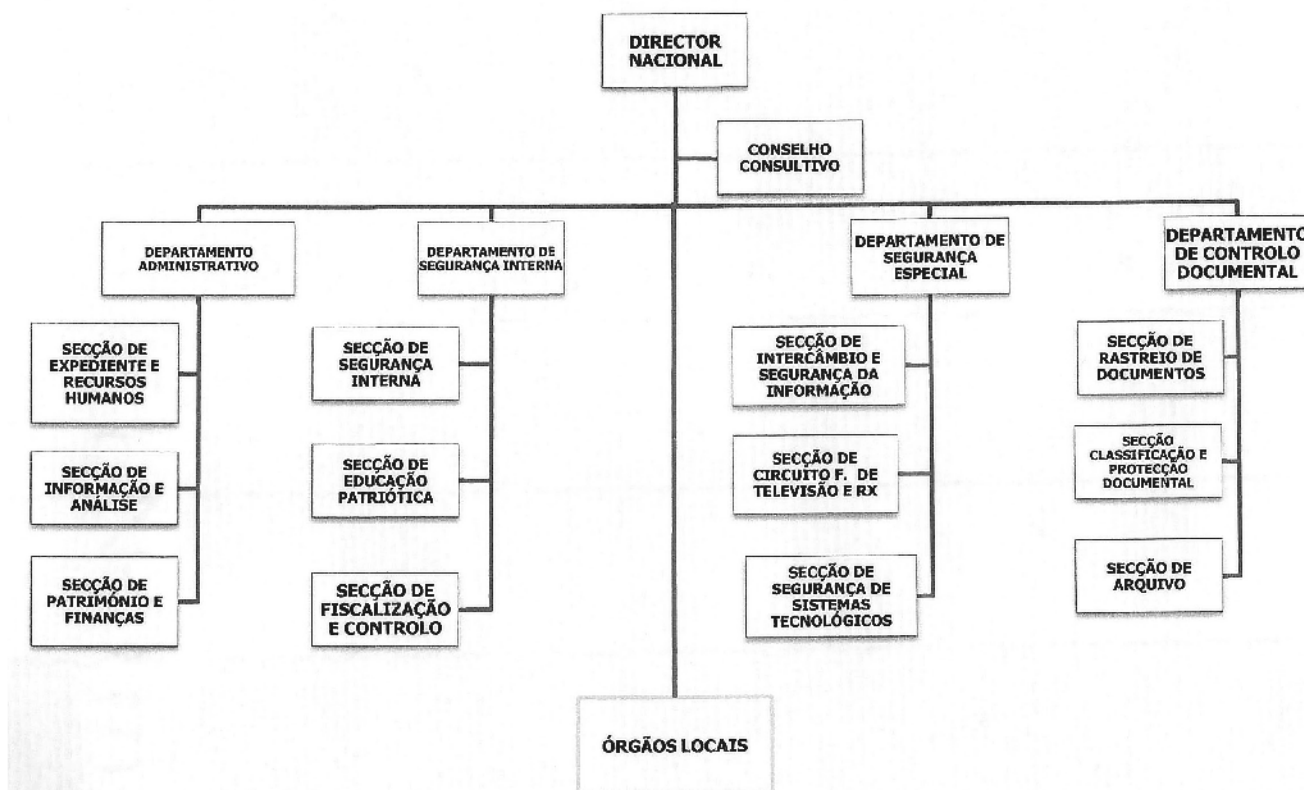 DIRECTOR
NACIONAL
CONSELHO
CONSULTIVO
DEPARTAMENTO
ADMINISTRATIVO
DEPARTAMENTO DE
SEGURANÇA INTERNA
DEPARTAMENTO DE
SEGURANÇA
ESPECIAL
DEPARTAMENTO
DE CONTROLO
DOCUMENTAL
SECÇÃO DE
EXPEDIENTE E
RECURSOS
HUMANOS
SECÇÃO DE
INFORMAÇÃO E
ANÁLISE
SECÇÃO DE
PATRIMÓNIO E
FINANÇAS
SECÇÃO DE
SEGURANÇA
INTERNA
SECÇÃO DE
EDUCAÇÃO
PATRIÓTICA
SECÇÃO DE
FISCALIZAÇÃO
E CONTROLO
SECÇÃO DE
INTERCÂMBIO E
SEGURANÇA DA
INFORMAÇÃO
SECÇÃO DE
CIRCUÍTO F. DE
TELEVISÃO E RX
SECÇÃO DE
SEGURANÇA DE
SISTEMAS
TECNOLÓGICOS
SECÇÃO DE
RASTREIO DE
DOCUMENTOS
SECÇÃO
CLASSIFICAÇÃO E
PROTECÇÃO
DOCUMENTAL
SECÇÃO DE
ARQUIVO
ÓRGÃOS LOCAIS